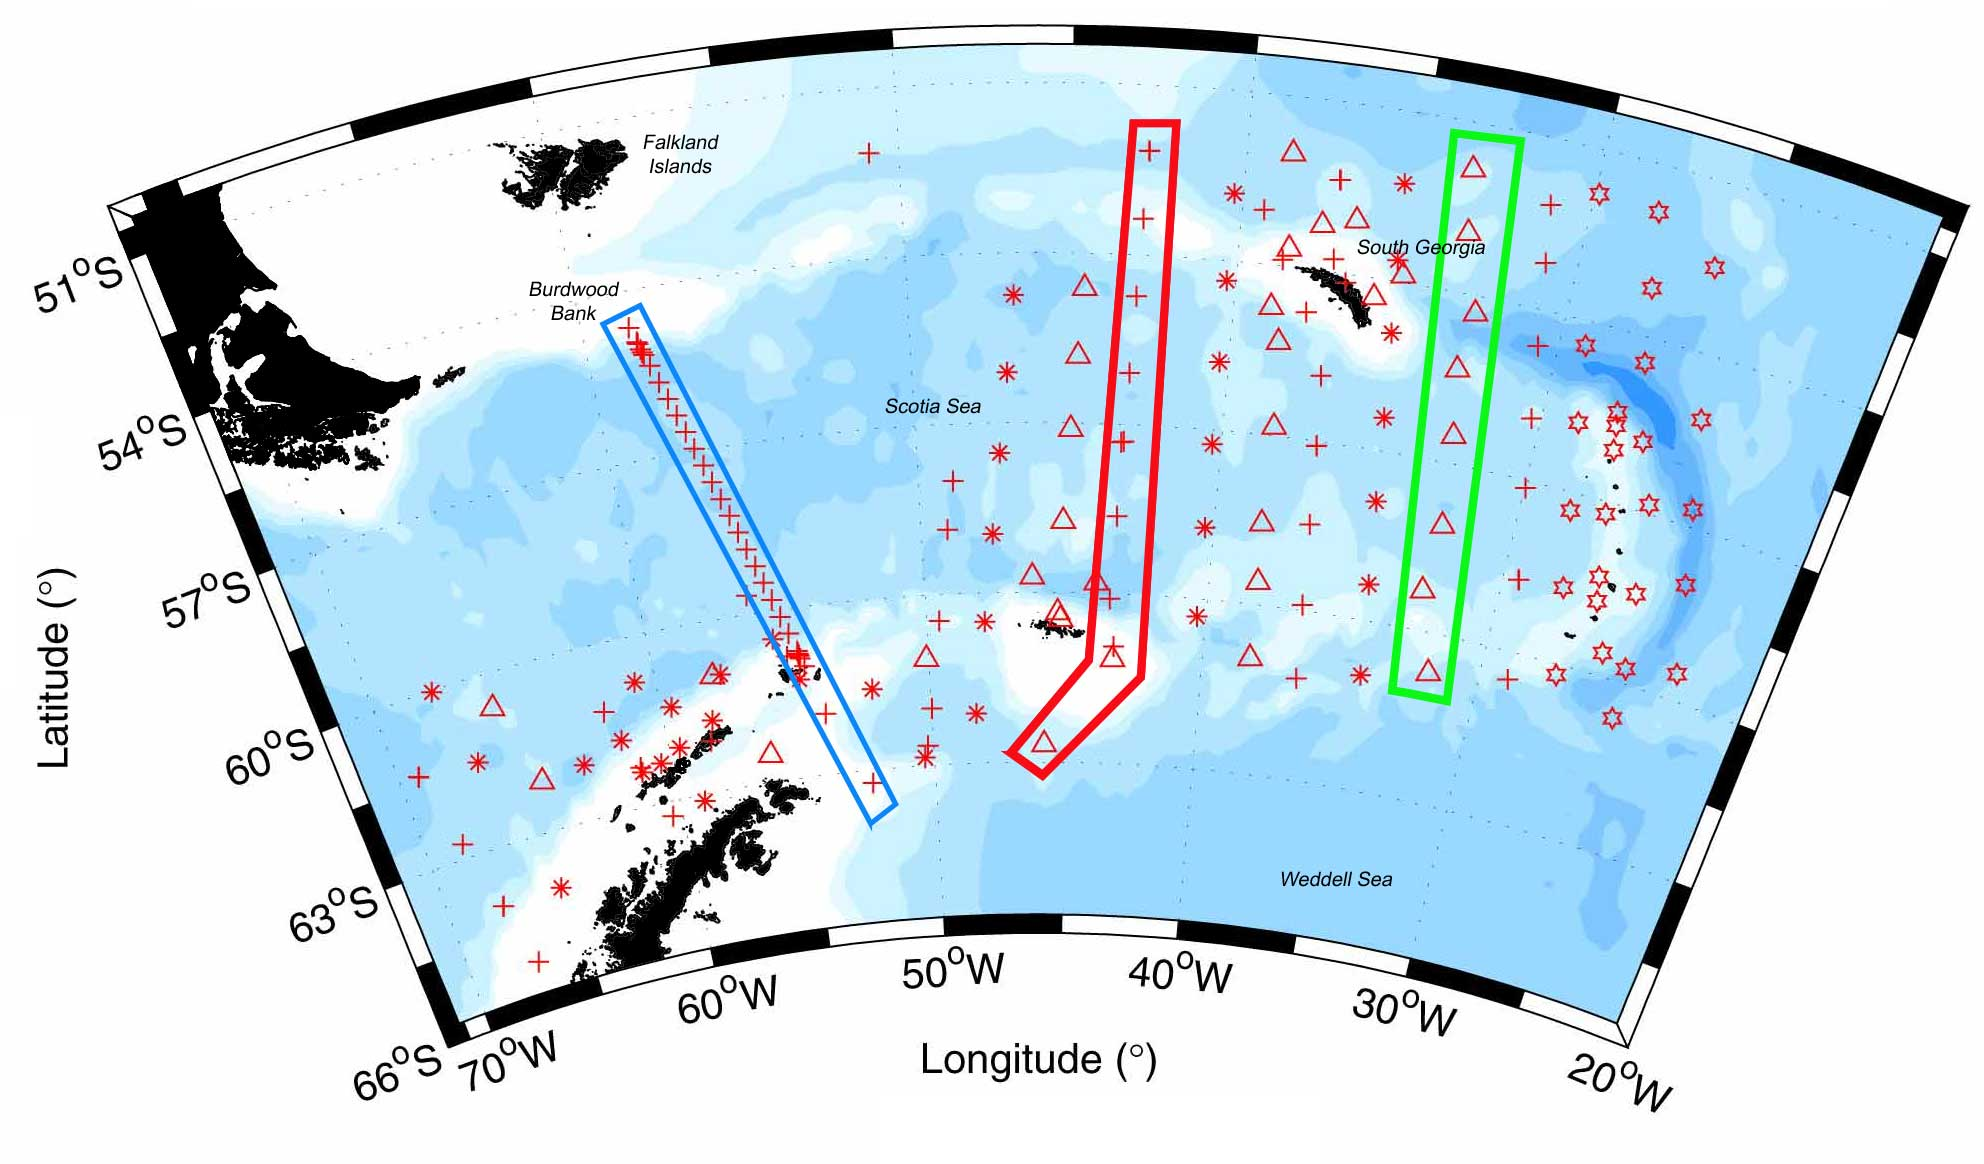 Falkland
Islands
51°S
South Georgia
Burdwood
Bank
Scotia Sea
54°S
57°S
60°S
63°S
66°S
Weddell Sea
70°W
60°W
50°W
40°W
30°W
20°W
Latitude (°)
Longitude (°)